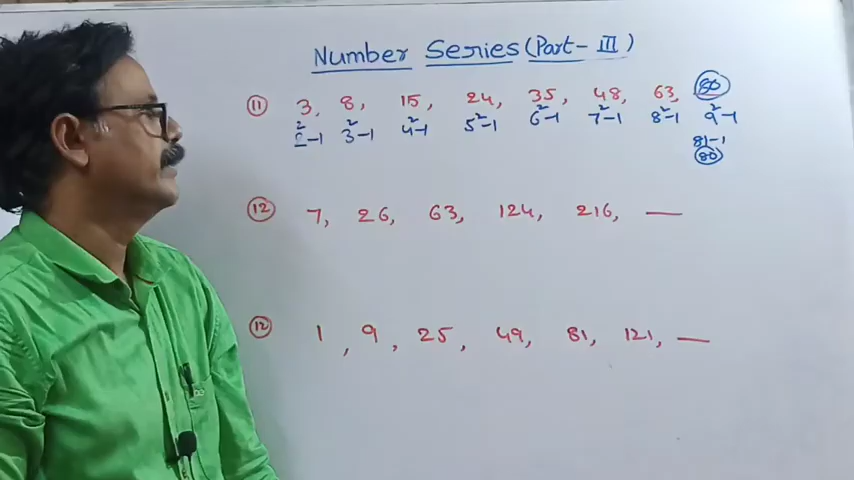 Number Series (Part- III)
11 3, 8, 15, 24, 35, 48, 63, 80
2²-1 3²-1 4²-1 5²-1 6²-1 7²-1 8²-1 9²-1
81-1
80
12 7, 26, 63, 124, 216, —
12 1, 9, 25, 49, 81, 121, —